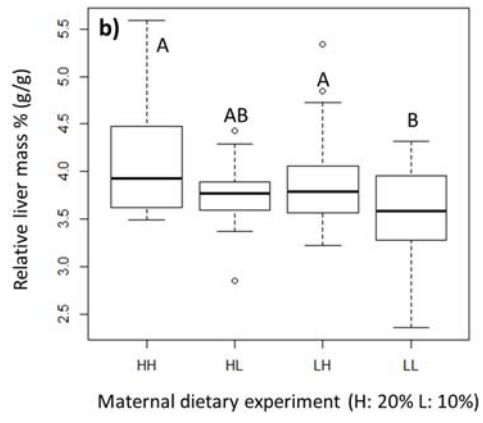 b)
A
AB
A
B
Relative liver mass % (g/g)
5.5
5.0
4.5
4.0
3.5
3.0
2.5
HH HL LH LL
Maternal dietary experiment (H: 20% L: 10%)